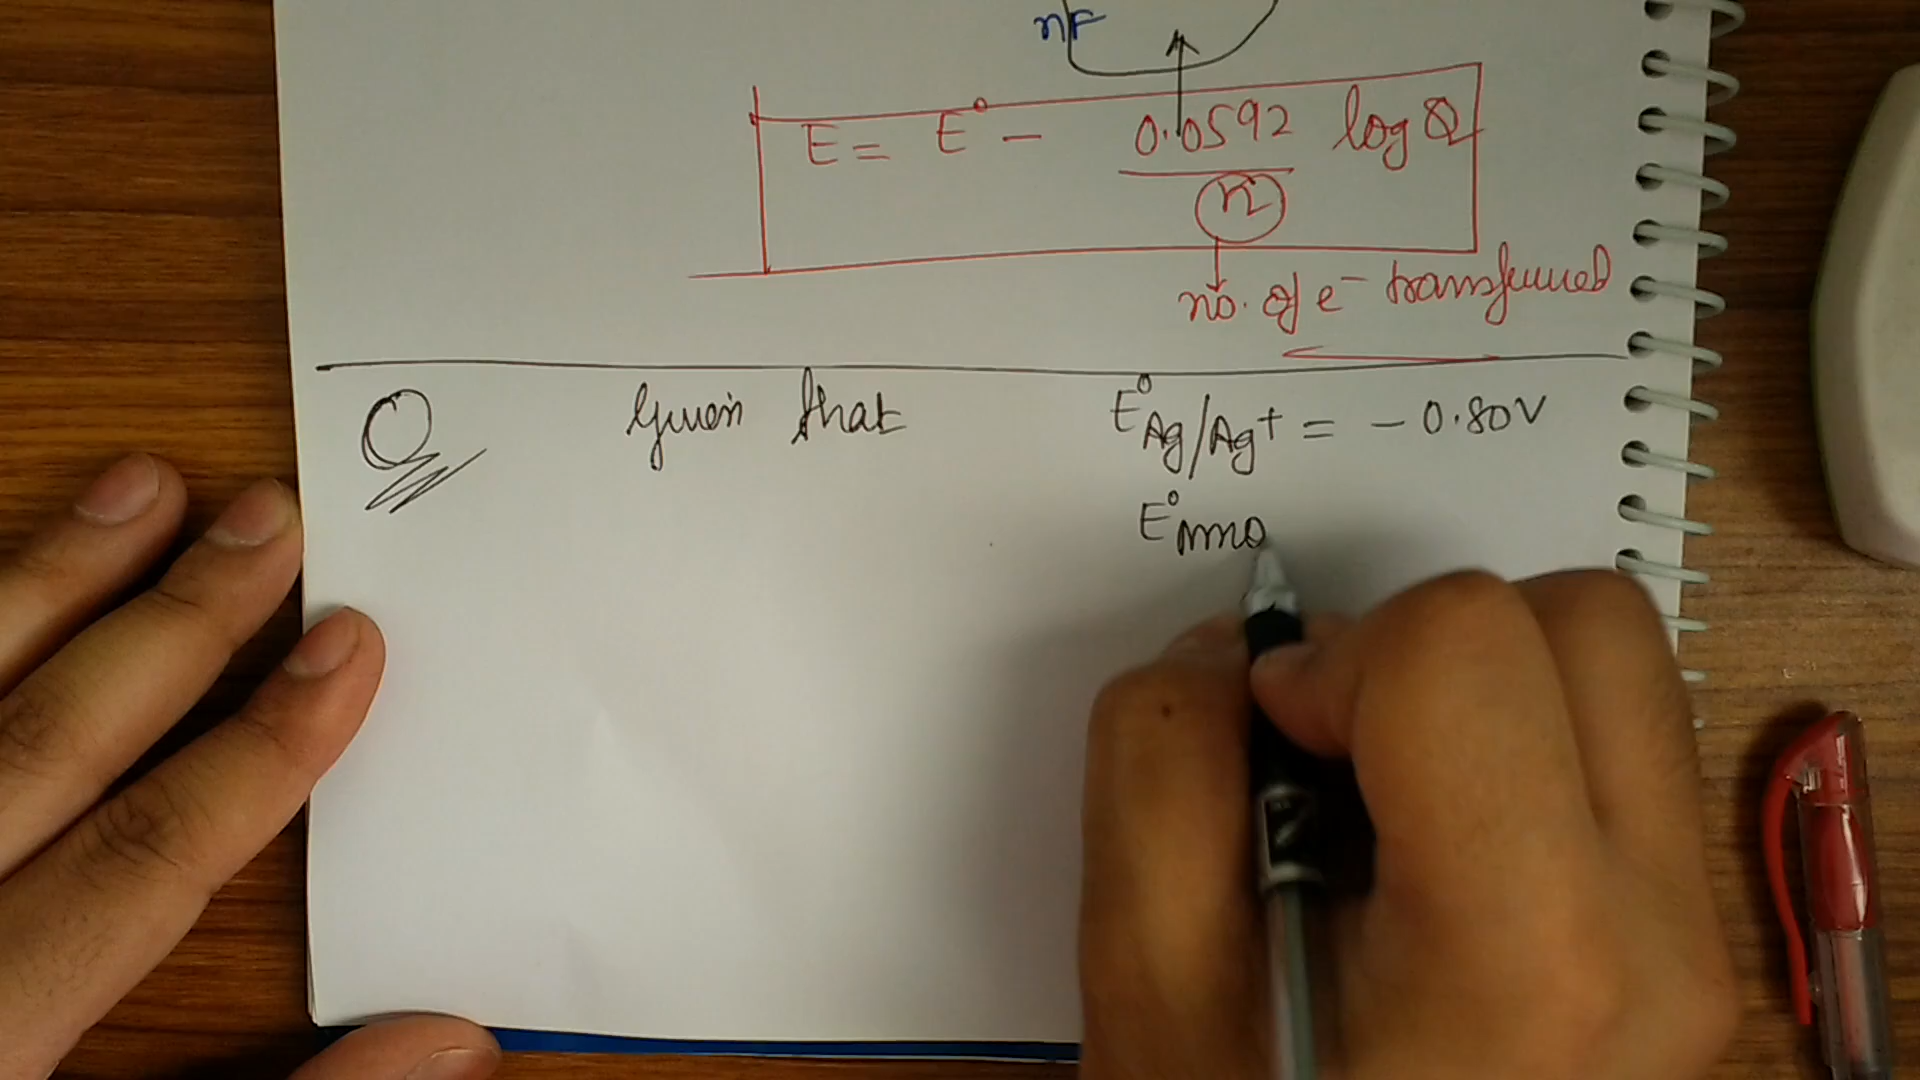 nF
E = E° - 0.0592/n log Q
no. of e⁻ transferred
Q Given that E°Ag/Ag+ = - 0.80V
E°MnO